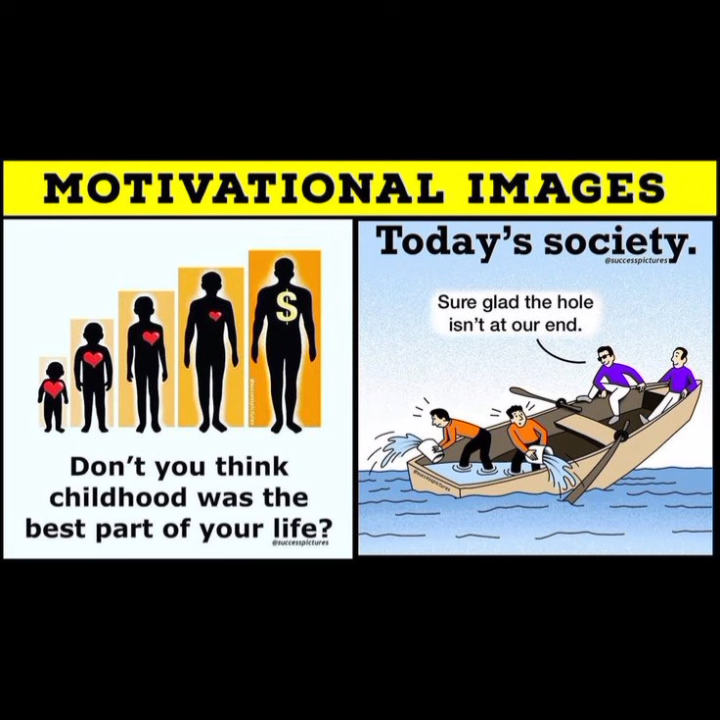 MOTIVATIONAL IMAGES
$
Don't you think
childhood was the
best part of your life?
@successpictures
Today's society.
@successpictures
Sure glad the hole
isn't at our end.